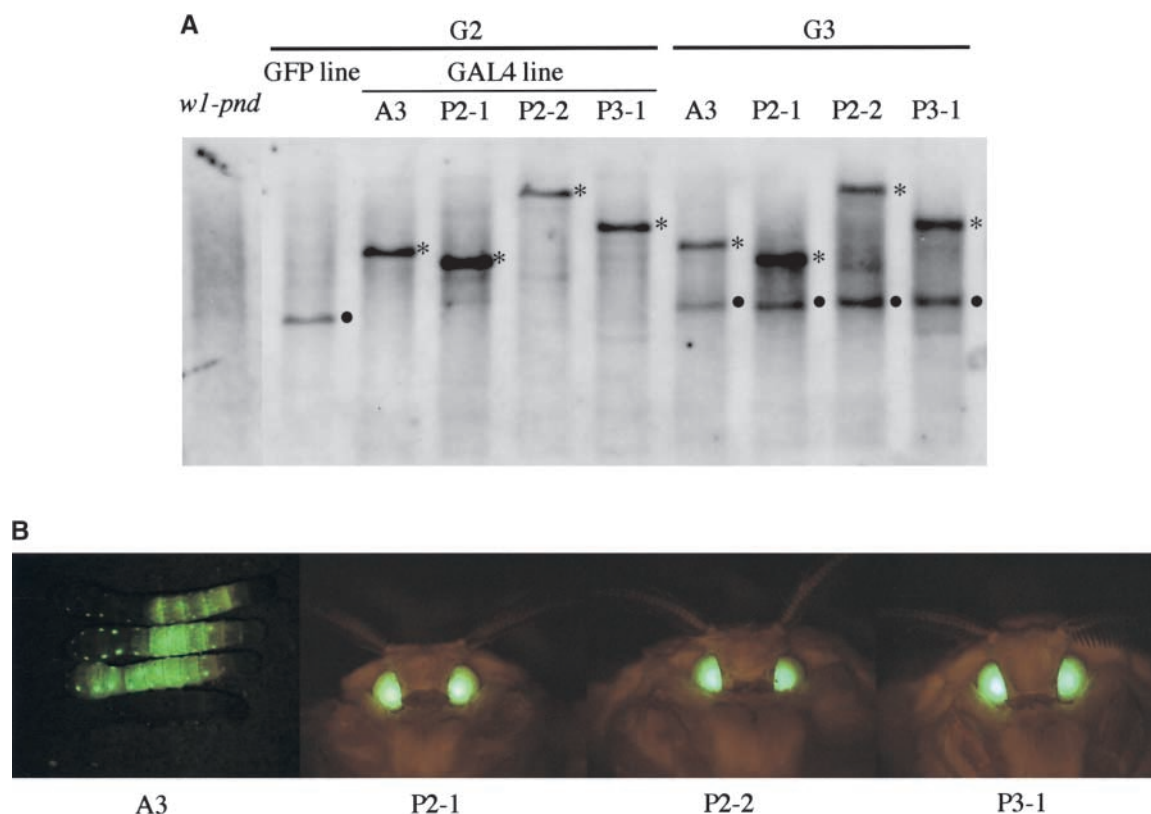 A
G2 G3
GFP line GAL4 line
w1-pnd A3 P2-1 P2-2 P3-1 A3 P2-1 P2-2 P3-1
*
*
*
*
*
*
*
*
B
A3 P2-1 P2-2 P3-1